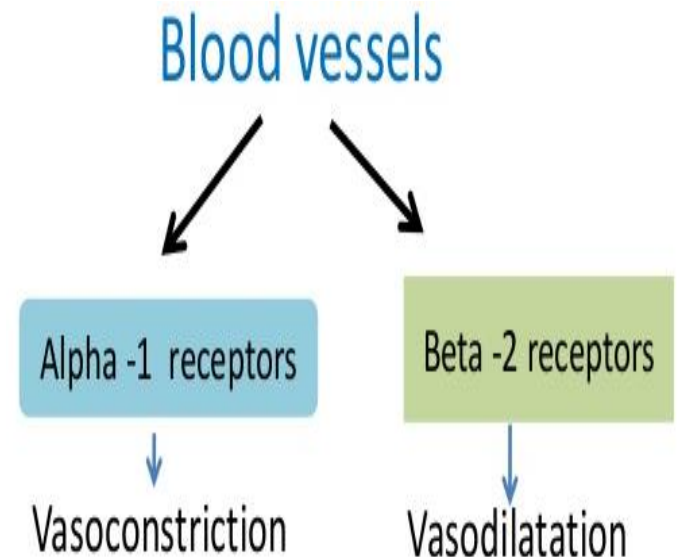 Blood vessels
Alpha -1 receptors
Beta -2 receptors
Vasoconstriction
Vasodilatation